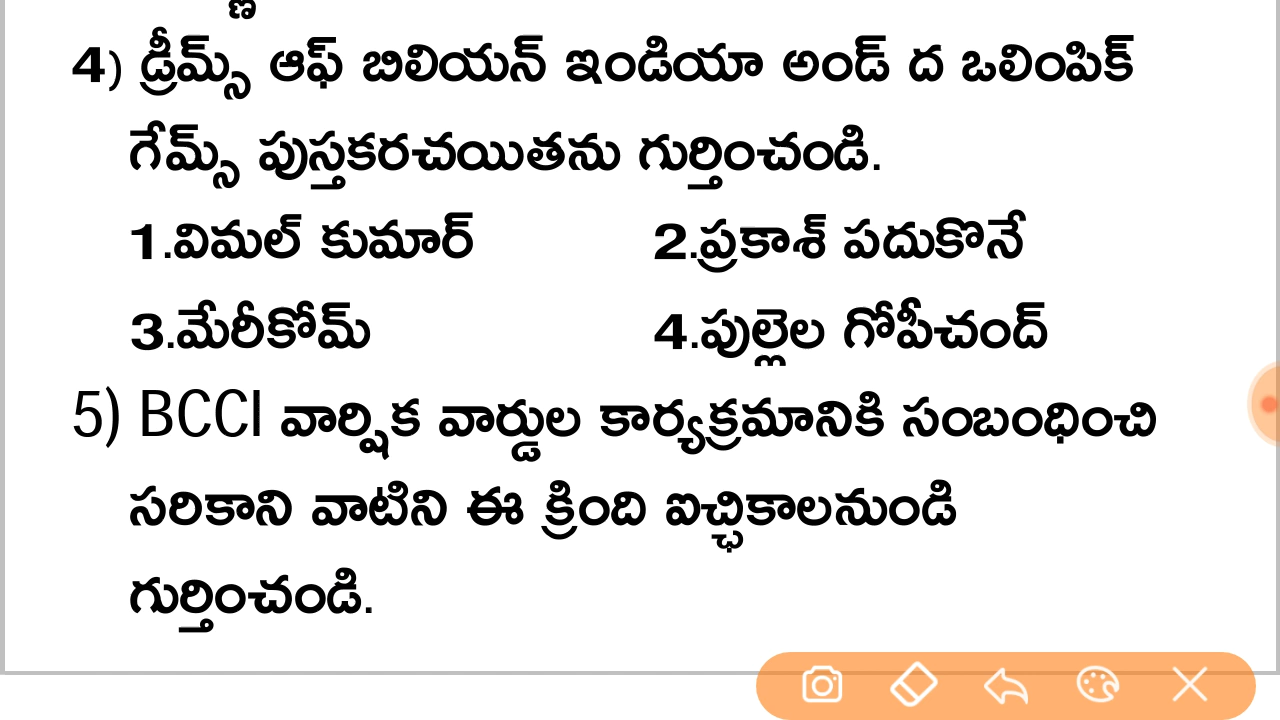 4) డ్రీమ్స్ ఆఫ్ బిలియన్ ఇండియా అండ్ ద ఒలింపిక్
గేమ్స్ పుస్తకరచయితను గుర్తించండి.
1.విమల్ కుమార్ 2.ప్రకాశ్ పదుకొనే
3.మేరీకోమ్ 4.పుల్లెల గోపీచంద్
5) BCCI వార్షిక వార్డుల కార్యక్రమానికి సంబంధించి
సరికాని వాటిని ఈ క్రింది ఐచ్ఛికాలనుండి
గుర్తించండి.